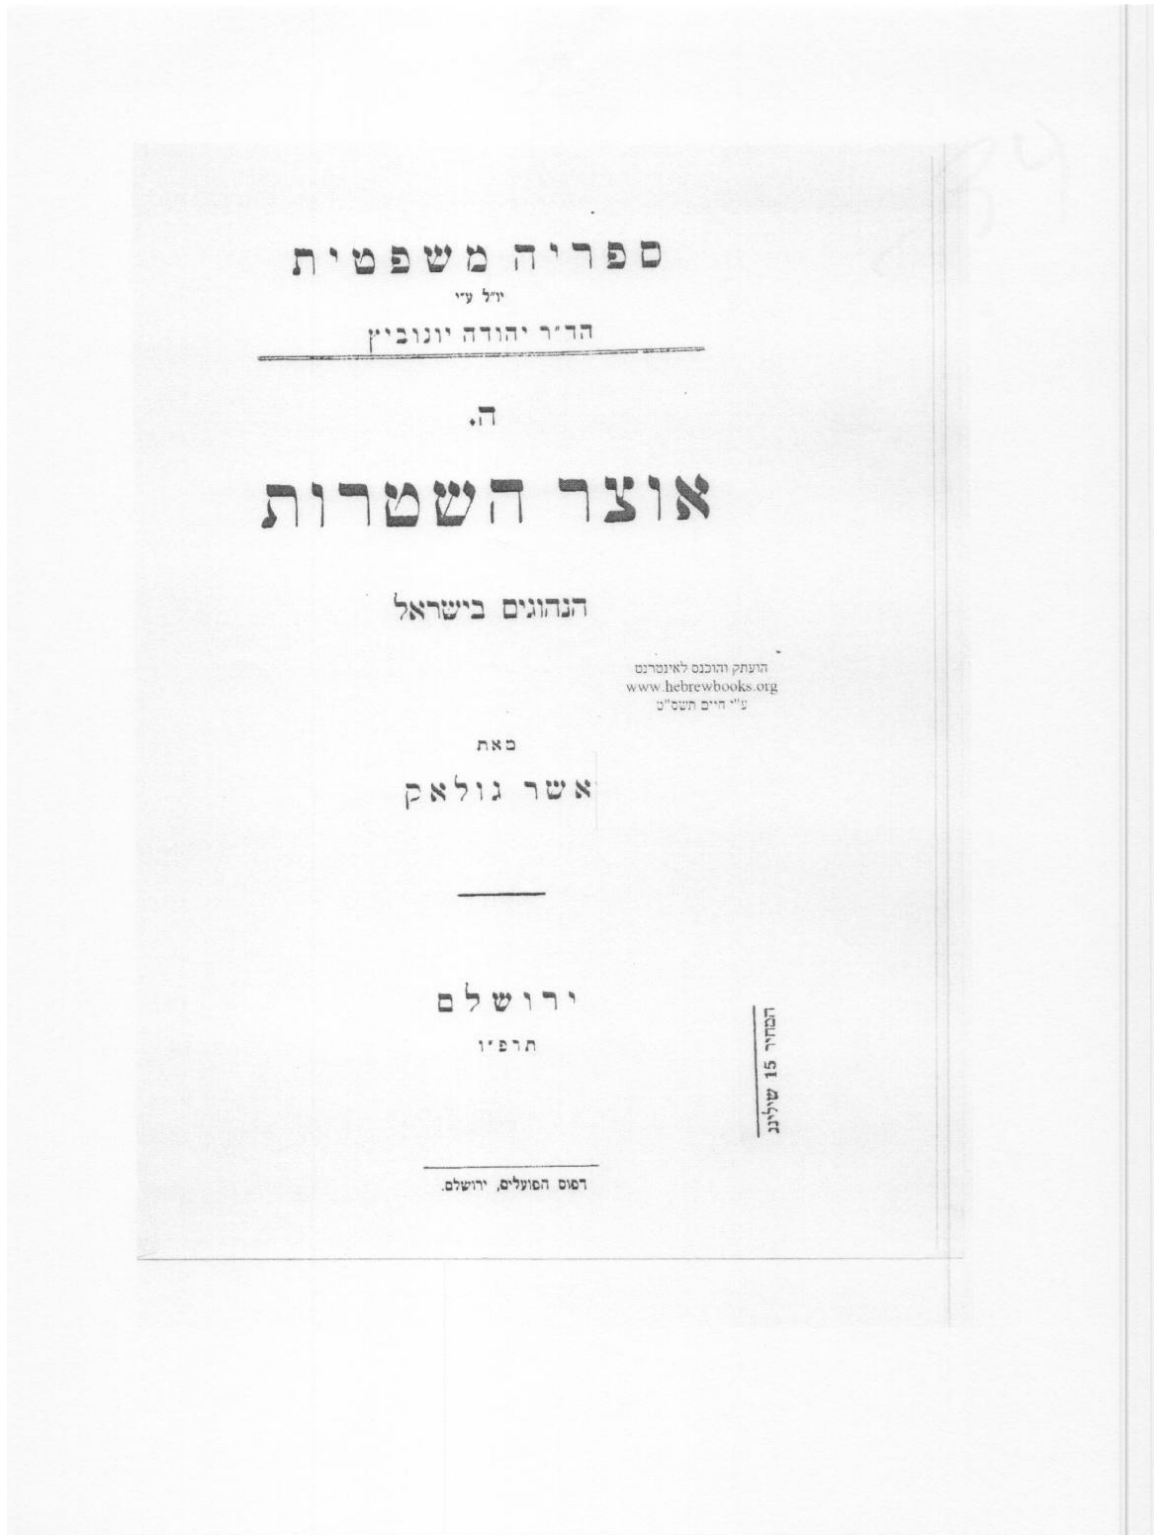 ספריה משפטית
יו״ל ע״י
הד״ר יהודה יונוביץ
ה.
אוצר השטרות
הנהוגים בישראל
הועתק והוכנס לאינטרנט
www.hebrewbooks.org
ע"י חיים תשס"ט
מאת
אשר גולאק
ירושלם
תרפ״ו
המחיר 15 שילינג
דפוס הפועלים, ירושלם.